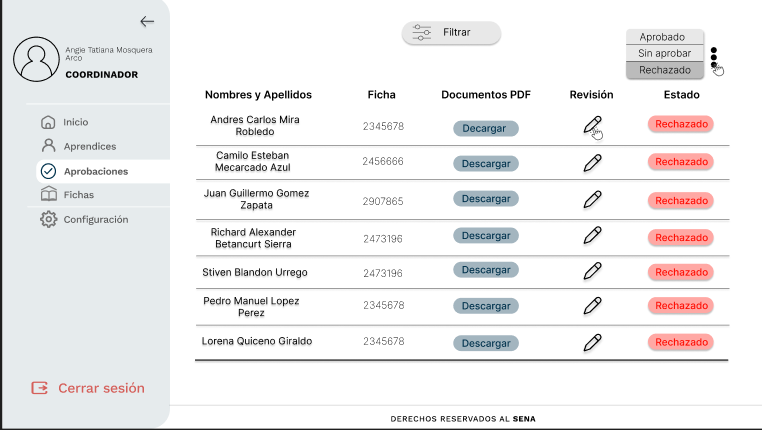 Angie Tatiana Mosquera
Arco
COORDINADOR
Inicio
Aprendices
Aprobaciones
Fichas
Configuración
Cerrar sesión
Filtrar
Aprobado
Sin aprobar
Rechazado
Nombres y Apellidos Ficha Documentos PDF Revisión Estado
Andres Carlos Mira
Robledo
2345678 Decargar Rechazado
Camilo Esteban
Mecarcado Azul
2456666 Descargar Rechazado
Juan Guillermo Gomez
Zapata
2907865 Descargar Rechazado
Richard Alexander
Betancurt Sierra
2473196 Descargar Rechazado
Stiven Blandon Urrego 2473196 Descargar Rechazado
Pedro Manuel Lopez
Perez
2345678 Descargar Rechazado
Lorena Quiceno Giraldo 2345678 Descargar Rechazado
DERECHOS RESERVADOS AL SENA